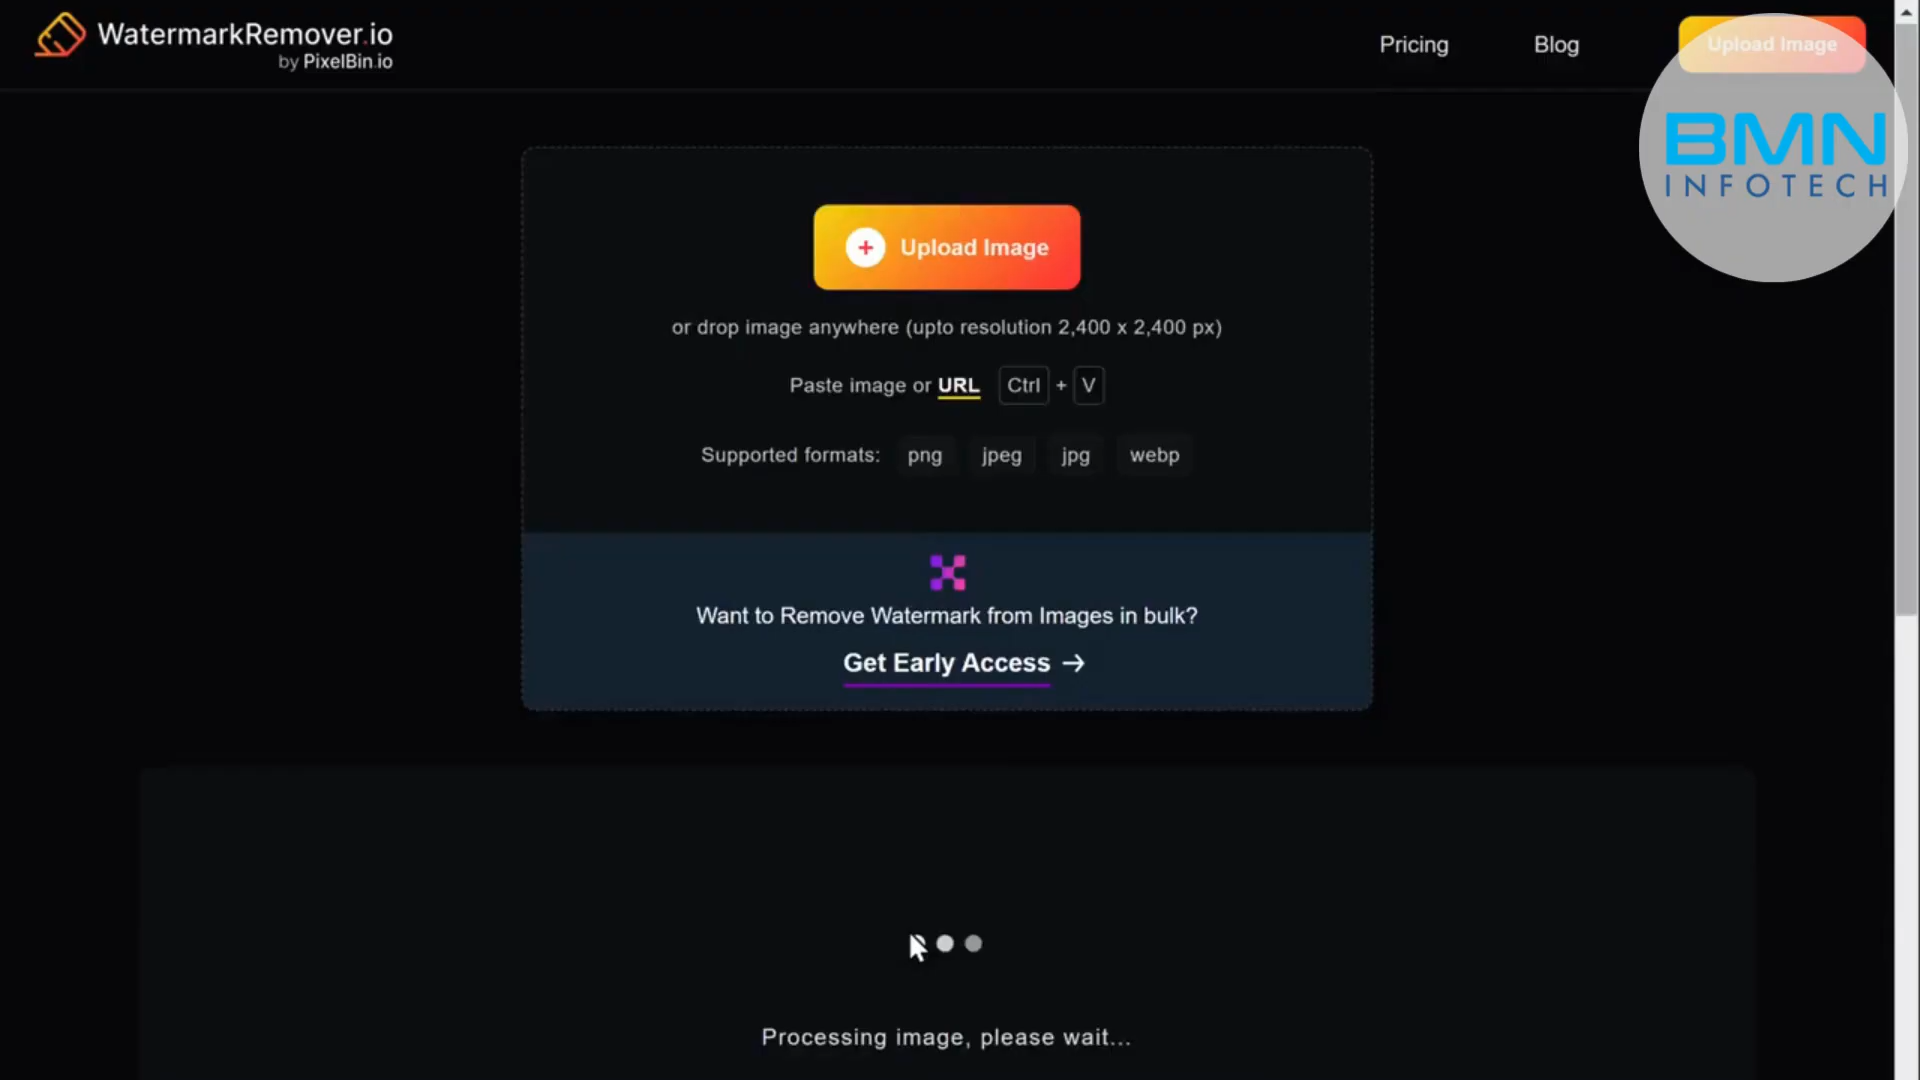 WatermarkRemover.io
by PixelBin.io
Pricing
Blog
Upload Image
BMN
INFOTECH
+ Upload Image
or drop image anywhere (upto resolution 2,400 x 2,400 px)
Paste image or URL Ctrl + V
Supported formats: png jpeg jpg webp
Want to Remove Watermark from Images in bulk?
Get Early Access →
Processing image, please wait...